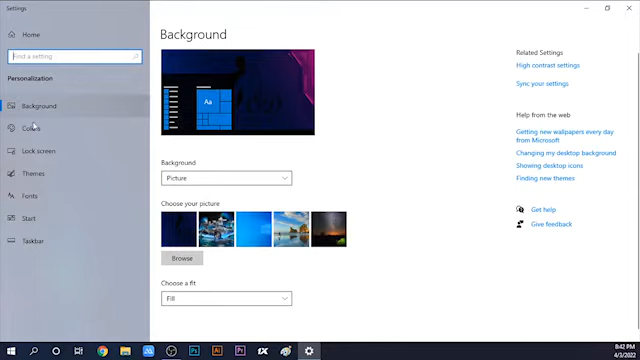 Settings
Home
Find a setting
Personalization
Background
Colors
Lock screen
Themes
Fonts
Start
Taskbar
Background
Aa
Background
Picture
Choose your picture
Browse
Choose a fit
Fill
Related Settings
High contrast settings
Sync your settings
Help from the web
Getting new wallpapers every day
from Microsoft
Changing my desktop background
Showing desktop icons
Finding new themes
Get help
Give feedback
Ps
Ai
Pr
8:42 PM
4/3/2022